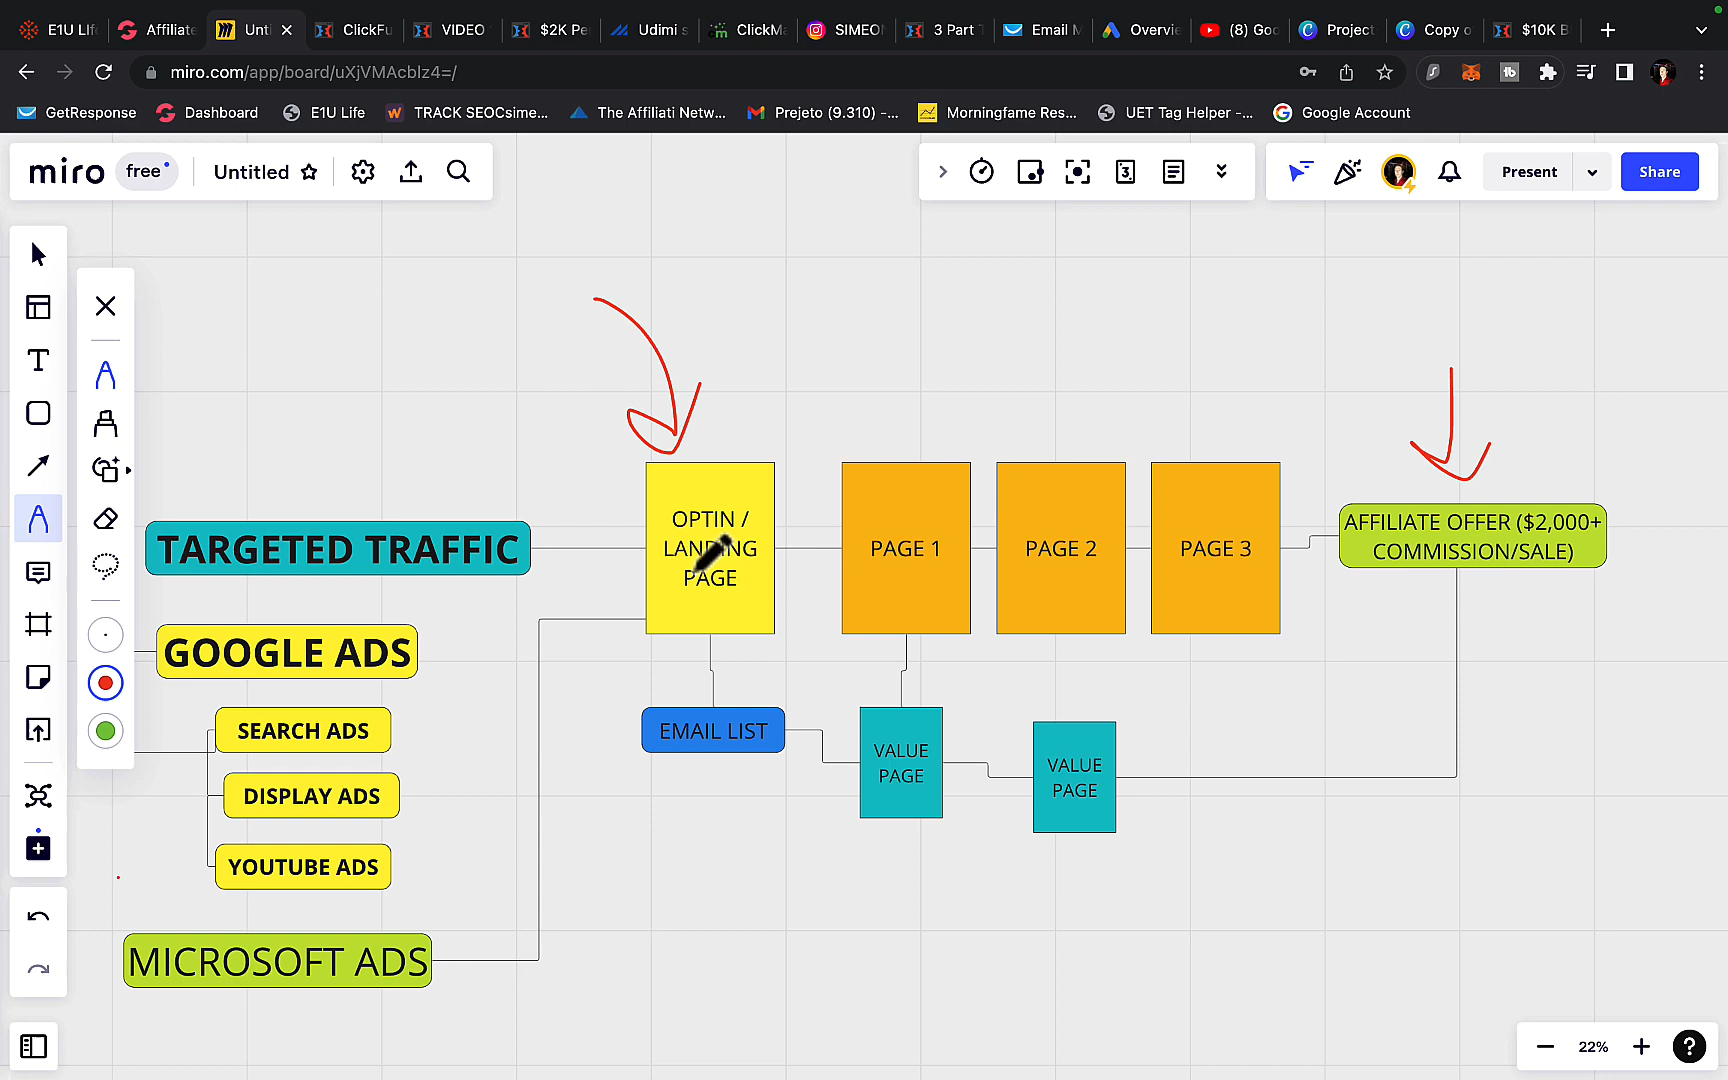 E1U Life
Affiliate
Unti
ClickFu
VIDEO
$2K Pe
Udimi s
ClickMa
SIMEO
3 Part T
Email M
Overvie
(8) Goo
Project
Copy o
$10K B
miro.com/app/board/uXjVMAcblz4=/
GetResponse
Dashboard
E1U Life
TRACK SEOCsime...
The Affiliati Netw...
Prejeto (9.310) -...
Morningfame Res...
UET Tag Helper -...
Google Account
miro
free
Untitled
3
Present
Share
OPTIN /
LANDING
PAGE
PAGE 1
PAGE 2
PAGE 3
AFFILIATE OFFER ($2,000+
COMMISSION/SALE)
TARGETED TRAFFIC
GOOGLE ADS
SEARCH ADS
DISPLAY ADS
YOUTUBE ADS
MICROSOFT ADS
EMAIL LIST
VALUE
PAGE
VALUE
PAGE
22%